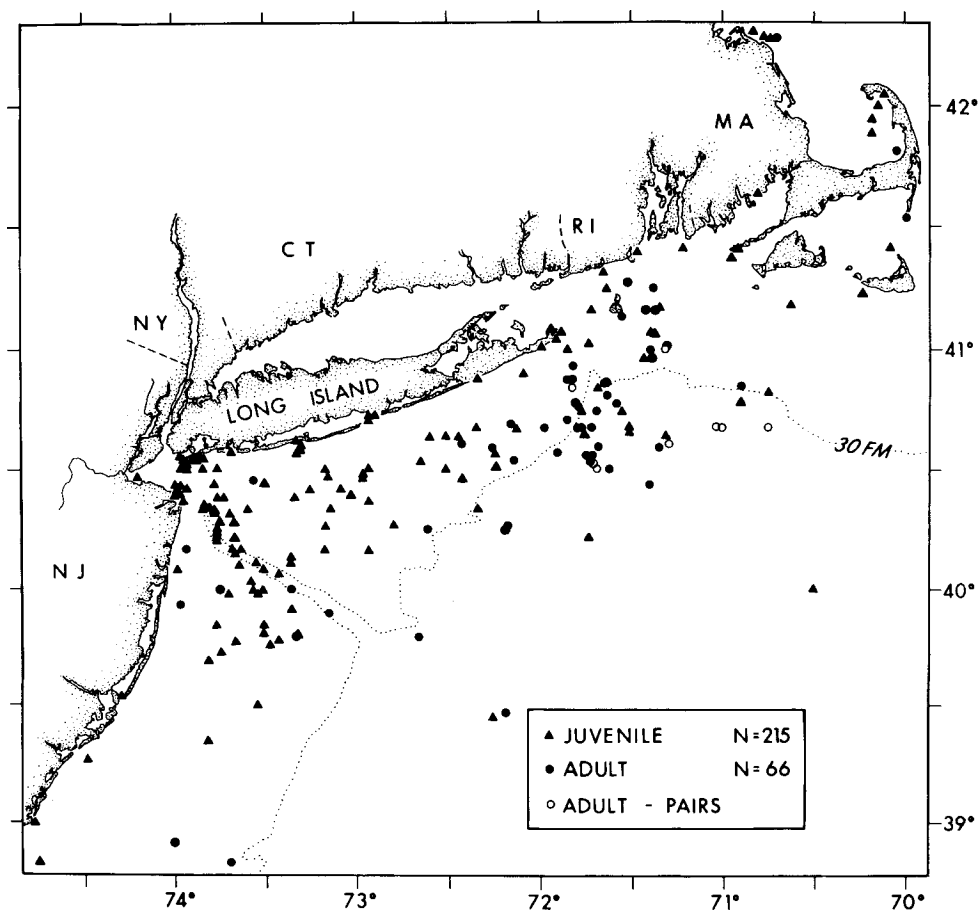 42°
MA
RI
CT
NY
41°
LONG ISLAND
30 FM
NJ
40°
JUVENILE N=215
ADULT N=66
ADULT - PAIRS
39°
74° 73° 72° 71° 70°